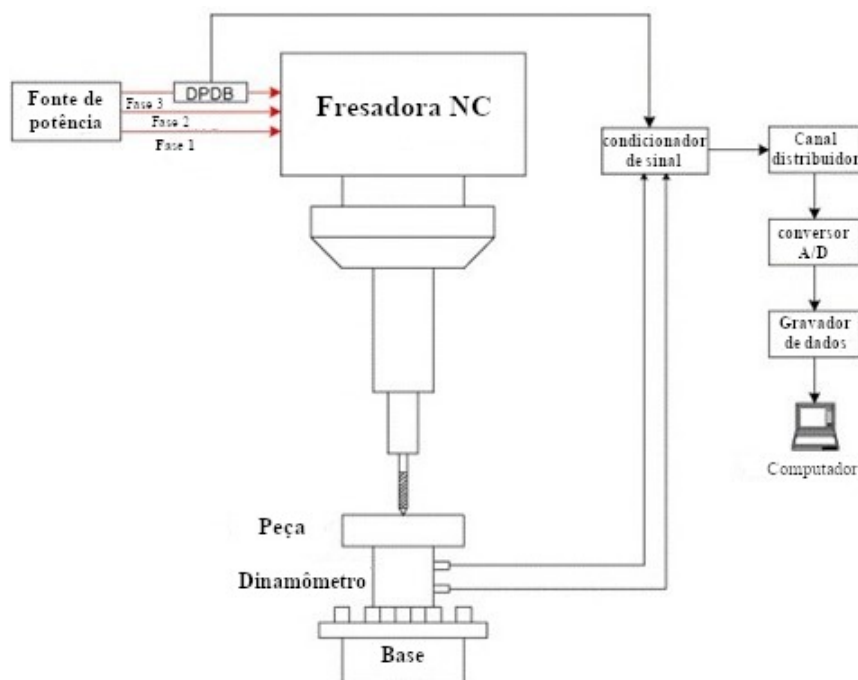 DPDB
Fonte de
potência
Fase 3
Fase 2
Fase 1
Fresadora NC
condicionador
de sinal
Canal
distribuidor
conversor
A/D
Gravador
de dados
Computador
Peça
Dinamômetro
Base